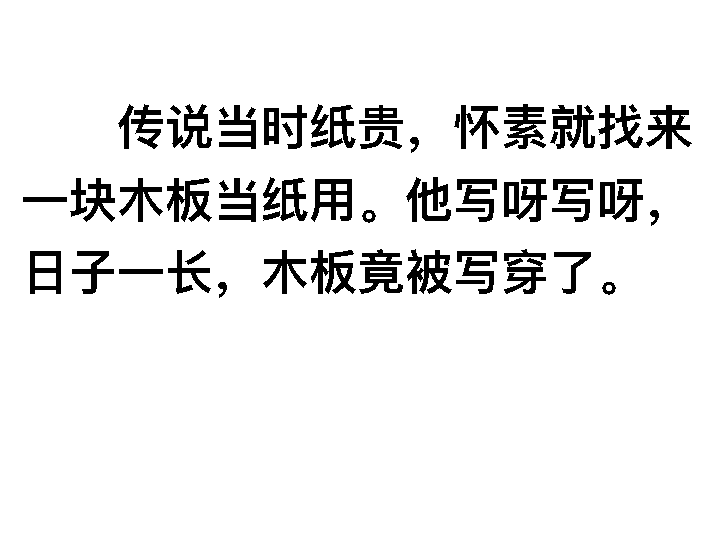 传说当时纸贵，怀素就找来
一块木板当纸用。他写呀写呀，
日子一长，木板竟被写穿了。